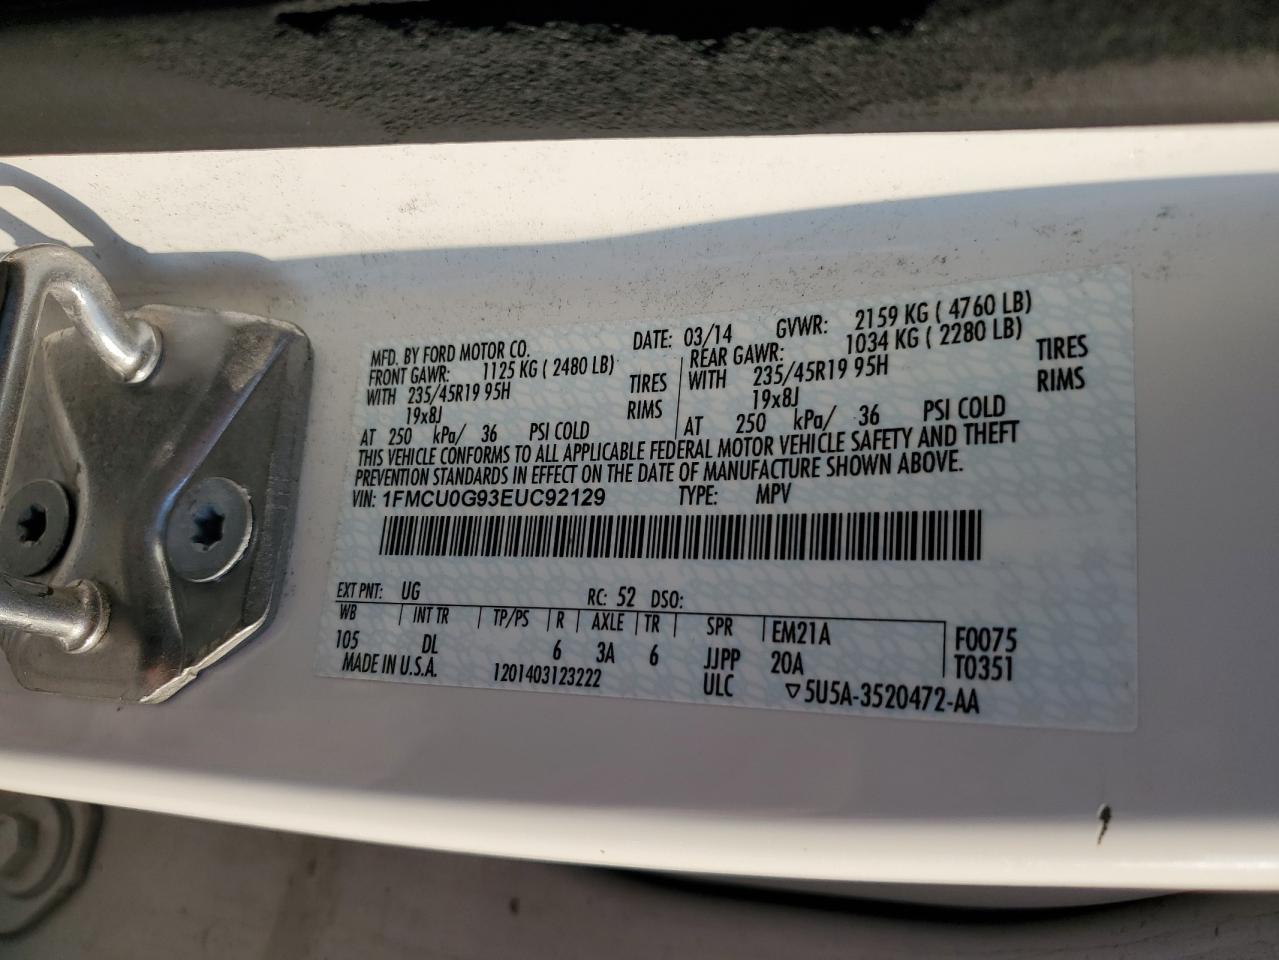 MFD. BY FORD MOTOR CO. DATE: 03/14 GVWR: 2159 KG ( 4760 LB)
FRONT GAWR: 1125 KG ( 2480 LB) REAR GAWR: 1034 KG ( 2280 LB)
WITH 235/45R19 95H TIRES WITH 235/45R19 95H TIRES
19x8J RIMS 19x8J RIMS
AT 250 kPa/ 36 PSI COLD AT 250 kPa/ 36 PSI COLD
THIS VEHICLE CONFORMS TO ALL APPLICABLE FEDERAL MOTOR VEHICLE SAFETY AND THEFT
PREVENTION STANDARDS IN EFFECT ON THE DATE OF MANUFACTURE SHOWN ABOVE.
VIN: 1FMCU0G93EUC92129 TYPE: MPV
EXT PNT: UG RC: 52 DSO:
WB INT TR TP/PS R AXLE TR SPR EM21A F0075
105 DL 6 3A 6 JJPP 20A T0351
MADE IN U.S.A. 1201403123222 ULC ▽5U5A-3520472-AA